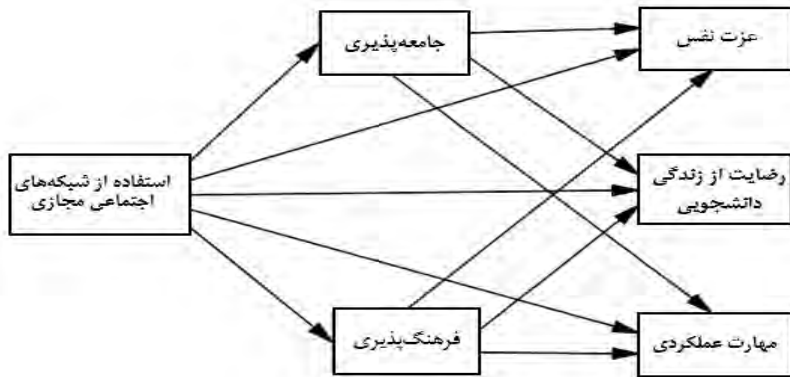 جامعه‌پذیری
عزت نفس
استفاده از شبکه‌های
اجتماعی مجازی
رضایت از زندگی
دانشجویی
فرهنگ‌پذیری
مهارت عملکردی